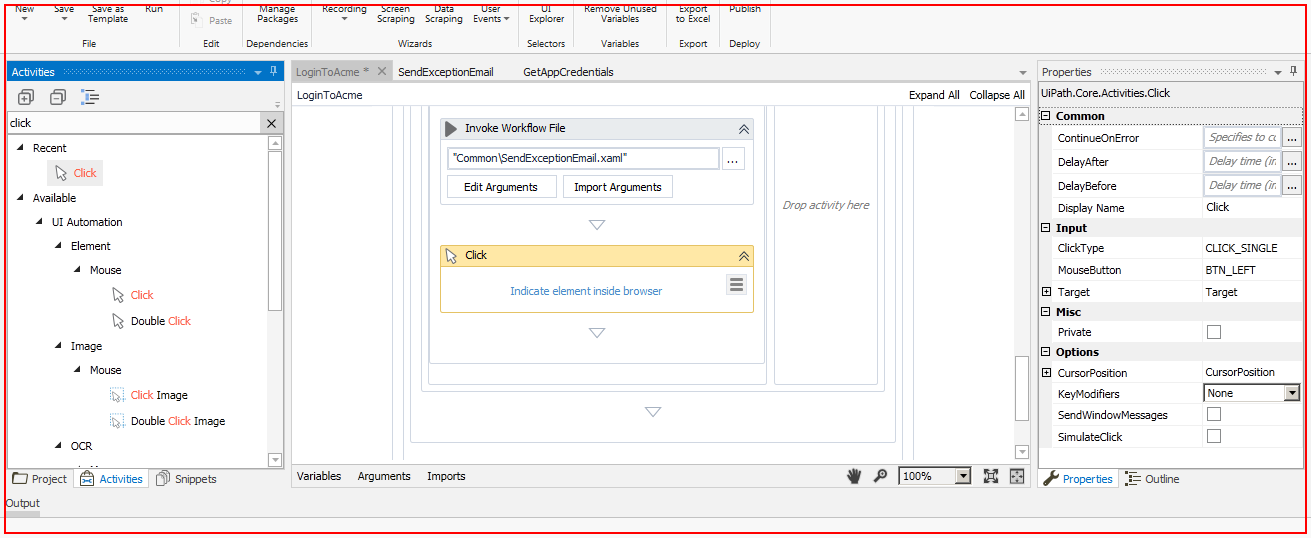 New Save Save as Template Run
Copy
Paste
Manage Packages
Recording
Screen Scraping
Data Scraping
User Events
UI Explorer
Remove Unused Variables
Export to Excel
Publish
File Edit Dependencies Wizards Selectors Variables Export Deploy
Activities
click
Recent
Click
Available
UI Automation
Element
Mouse
Click
Double Click
Image
Mouse
Click Image
Double Click Image
OCR
Project Activities Snippets
Output
LoginToAcme * SendExceptionEmail GetAppCredentials
LoginToAcme Expand All Collapse All
Invoke Workflow File
"Common\SendExceptionEmail.xaml" ...
Edit Arguments Import Arguments
Drop activity here
Click
Indicate element inside browser
Variables Arguments Imports 100%
Properties
UiPath.Core.Activities.Click
Common
ContinueOnError Specifies to co ...
DelayAfter Delay time (in ...
DelayBefore Delay time (in ...
Display Name Click
Input
ClickType CLICK_SINGLE
MouseButton BTN_LEFT
Target Target
Misc
Private
Options
CursorPosition CursorPosition
KeyModifiers None
SendWindowMessages
SimulateClick
Properties Outline